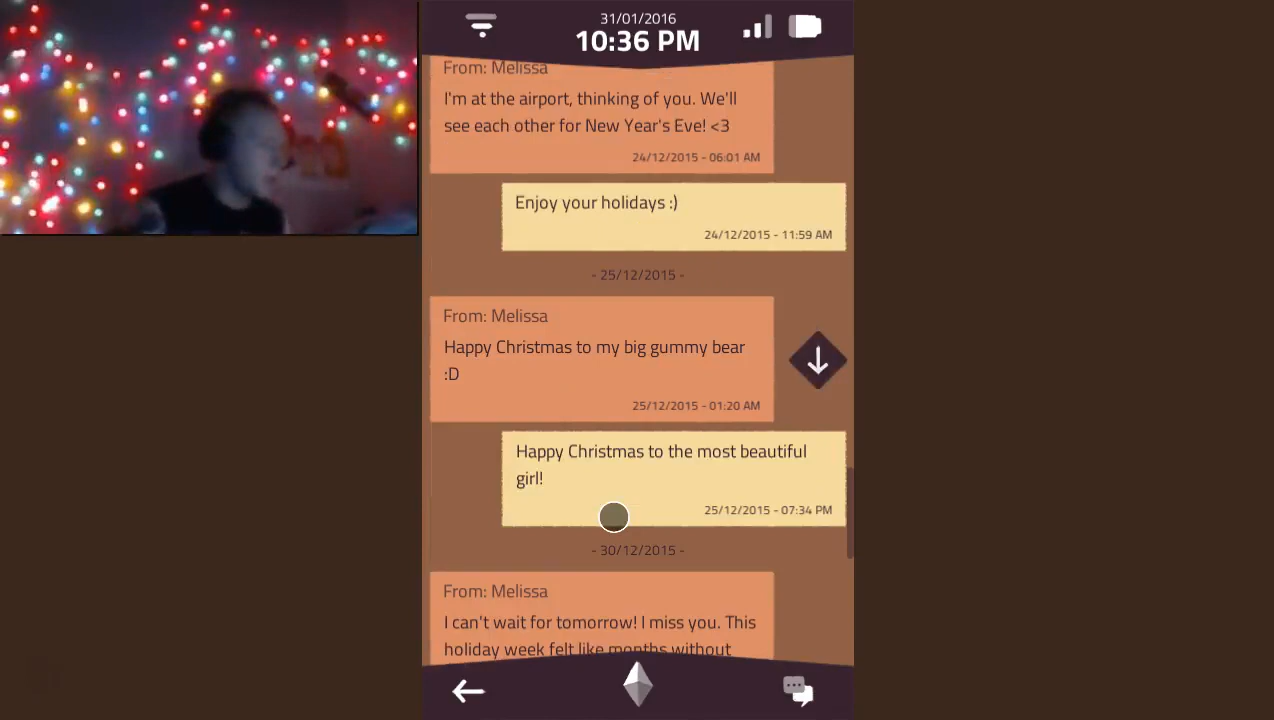 31/01/2016
10:36 PM
From: Melissa
I'm at the airport, thinking of you. We'll
see each other for New Year's Eve! <3
24/12/2015 - 06:01 AM
Enjoy your holidays :)
24/12/2015 - 11:59 AM
- 25/12/2015 -
From: Melissa
Happy Christmas to my big gummy bear
:D
25/12/2015 - 01:20 AM
Happy Christmas to the most beautiful
girl!
25/12/2015 - 07:34 PM
- 30/12/2015 -
From: Melissa
I can't wait for tomorrow! I miss you. This
holiday week felt like months without